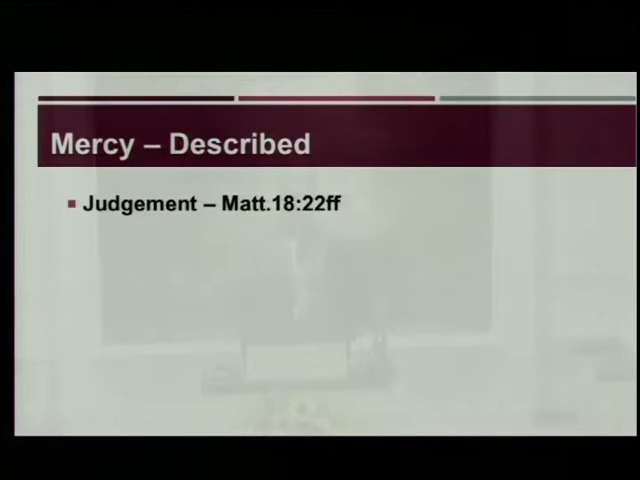 Mercy – Described
Judgement – Matt.18:22ff